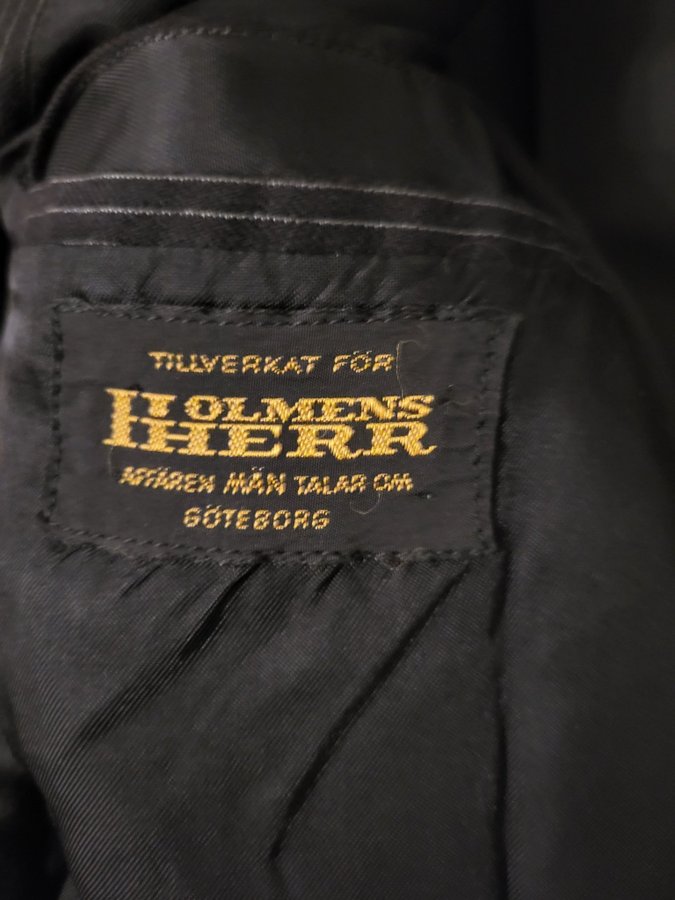 TILLVERKAT FÖR
HOLMENS
HERR
AFFÄREN MÄN TALAR OM
GÖTEBORG